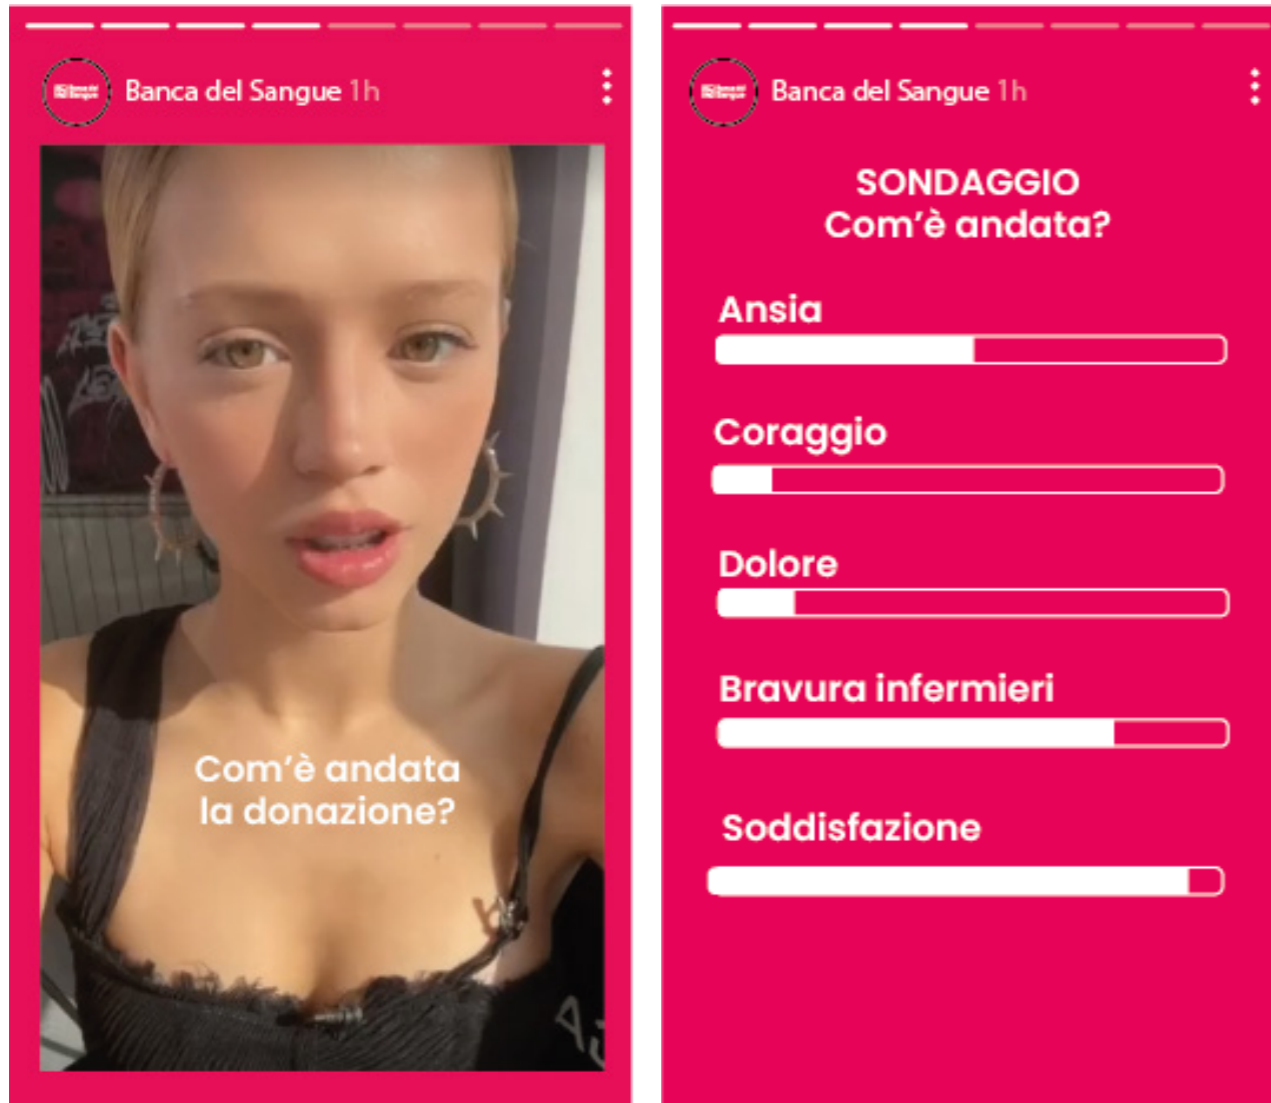 Banca del Sangue 1h
Com'è andata
la donazione?
Banca del Sangue 1h
SONDAGGIO
Com'è andata?
Ansia
Coraggio
Dolore
Bravura infermieri
Soddisfazione